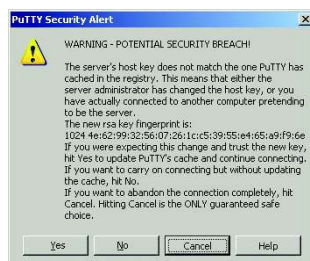 PuTTY Security Alert
WARNING - POTENTIAL SECURITY BREACH!
The server's host key does not match the one PuTTY has
cached in the registry. This means that either the
server administrator has changed the host key, or you
have actually connected to another computer pretending
to be the server.
The new rsa key fingerprint is:
1024 4e:62:99:32:56:07:26:1c:c5:39:55:e4:65:a9:f9:6e
If you were expecting this change and trust the new key,
hit Yes to update PuTTY's cache and continue connecting.
If you want to carry on connecting but without updating
the cache, hit No.
If you want to abandon the connection completely, hit
Cancel. Hitting Cancel is the ONLY guaranteed safe
choice.
Yes No Cancel Help